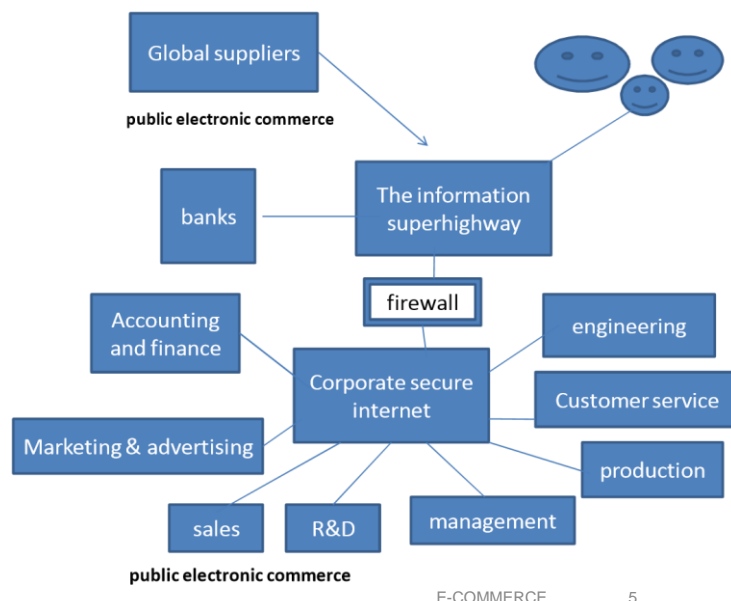 Global suppliers
public electronic commerce
The information
superhighway
banks
firewall
Accounting
and finance
engineering
Corporate secure
internet
Customer service
Marketing & advertising
production
sales
R&D
management
public electronic commerce
E-COMMERCE 5